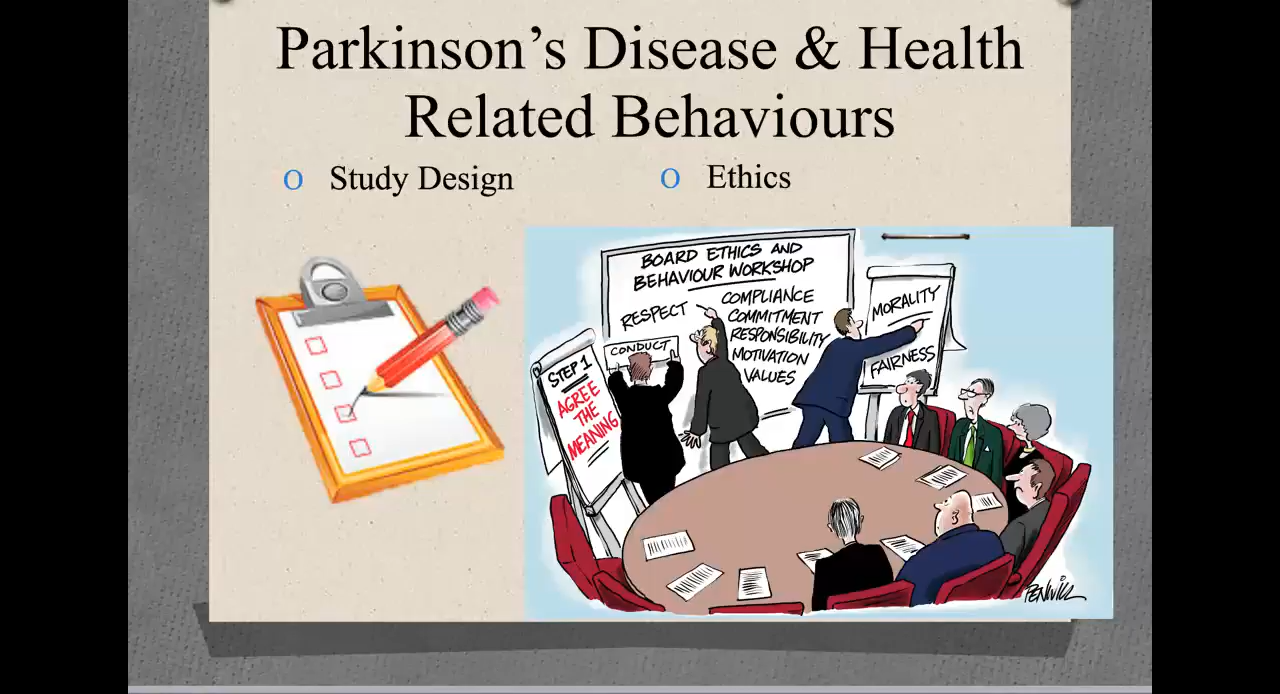 Parkinson's Disease & Health
Related Behaviours
O Study Design
O Ethics
BOARD ETHICS AND
BEHAVIOUR WORKSHOP
RESPECT
CONDUCT
COMPLIANCE
COMMITMENT
RESPONSIBILITY
MOTIVATION
VALUES
MORALITY
FAIRNESS
STEP 1
AGREE
THE
MEANING
PENWILL